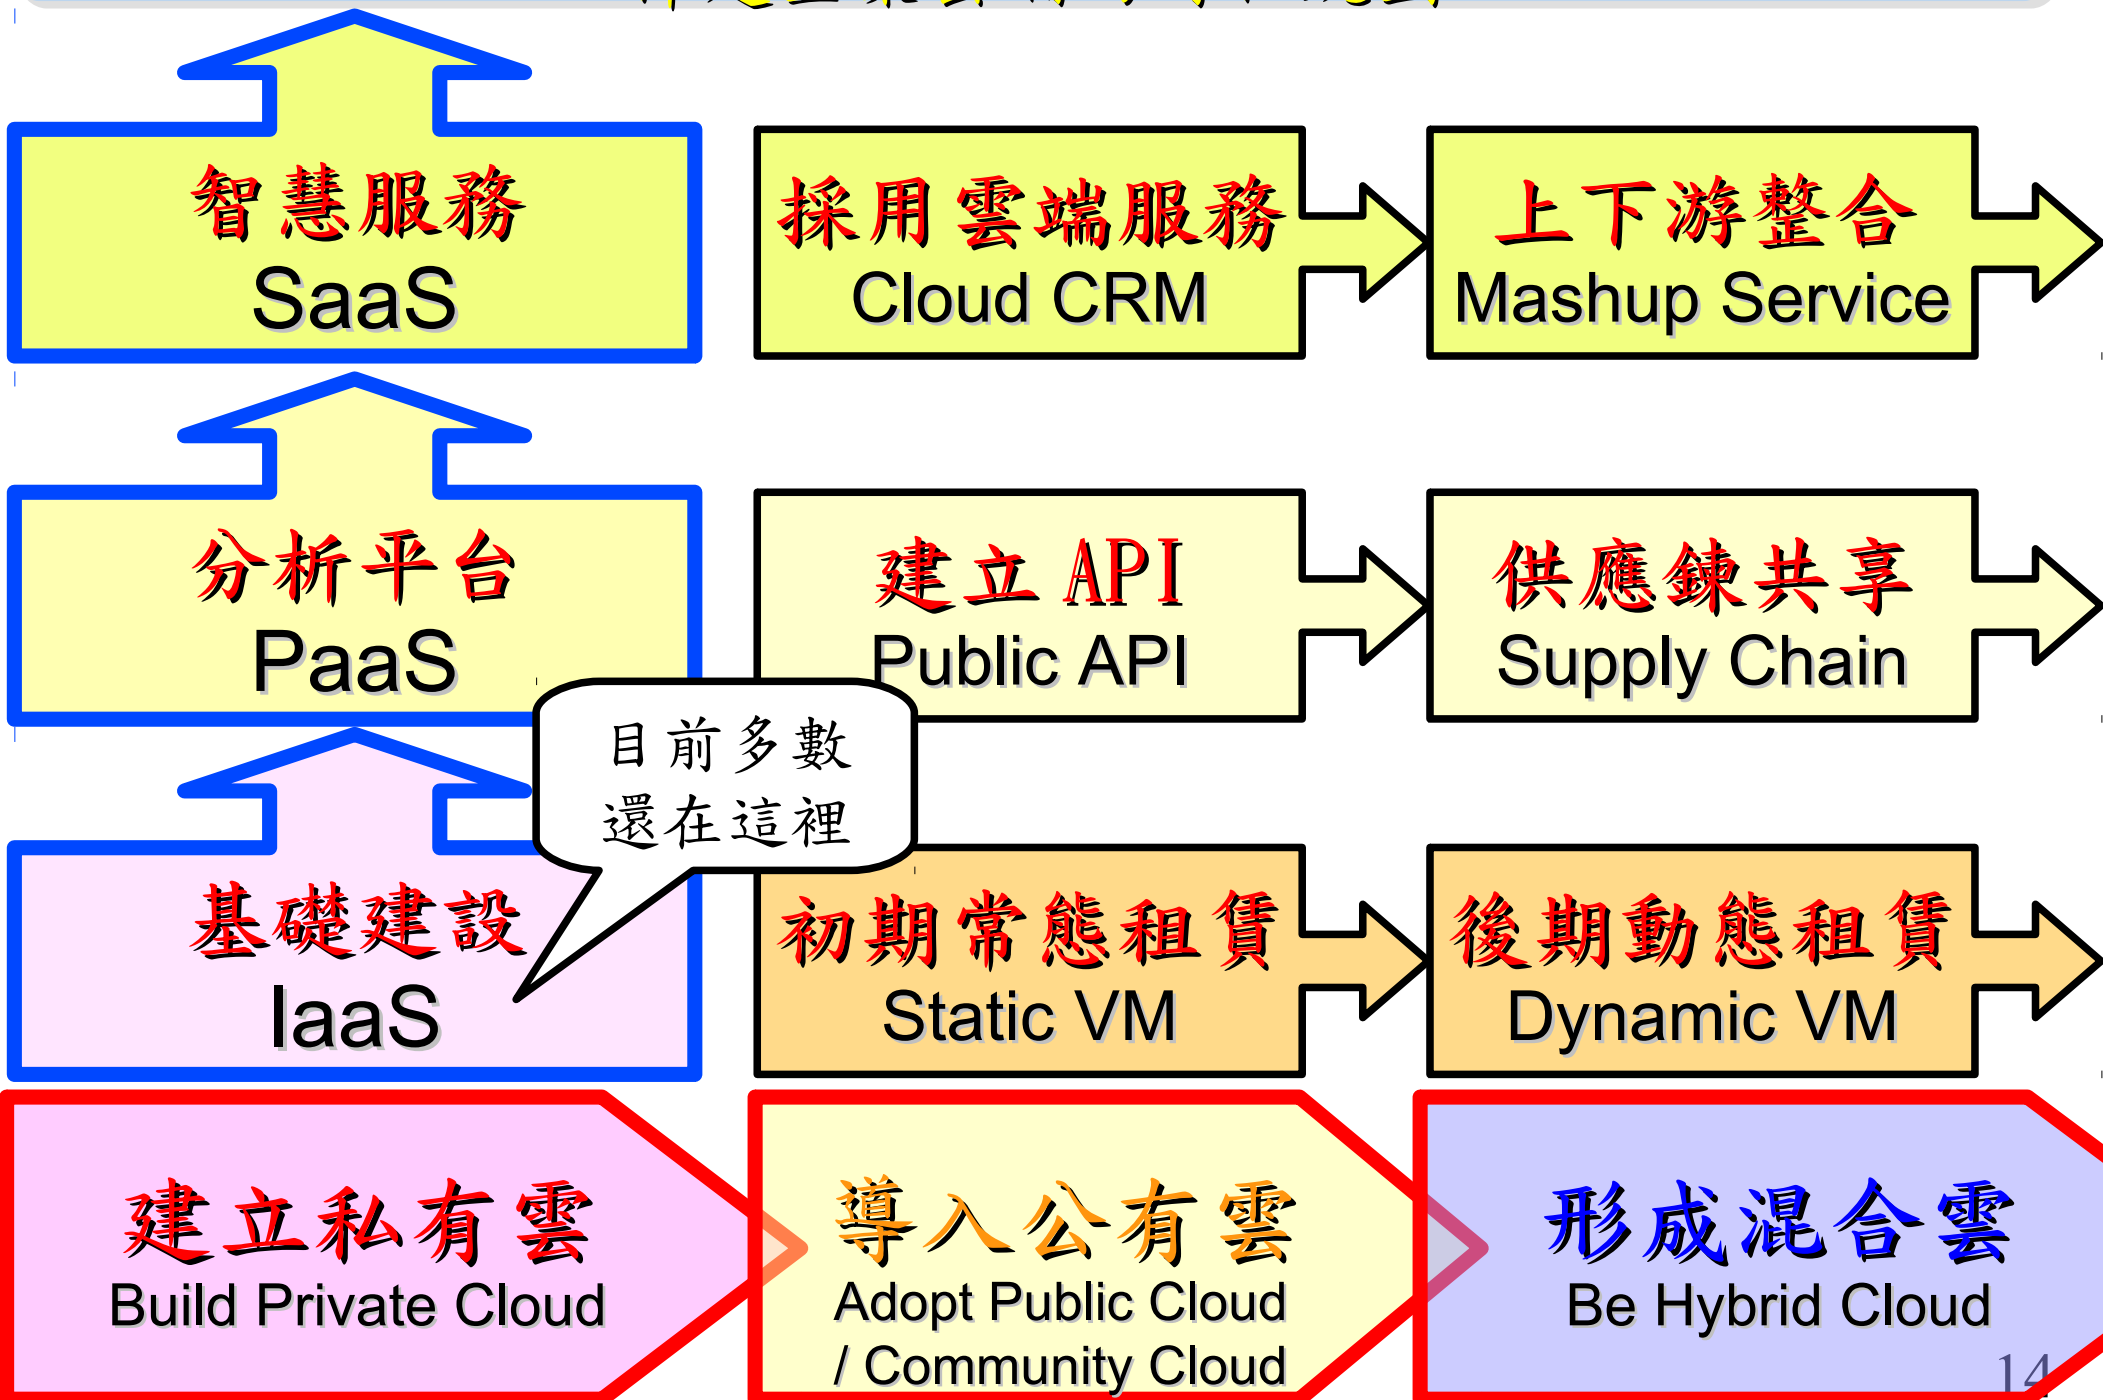 智慧服務
SaaS
採用雲端服務
Cloud CRM
上下游整合
Mashup Service
分析平台
PaaS
建立 API
Public API
供應鍊共享
Supply Chain
目前多數
還在這裡
基礎建設
IaaS
初期常態租賃
Static VM
後期動態租賃
Dynamic VM
建立私有雲
Build Private Cloud
導入公有雲
Adopt Public Cloud
/ Community Cloud
形成混合雲
Be Hybrid Cloud
14